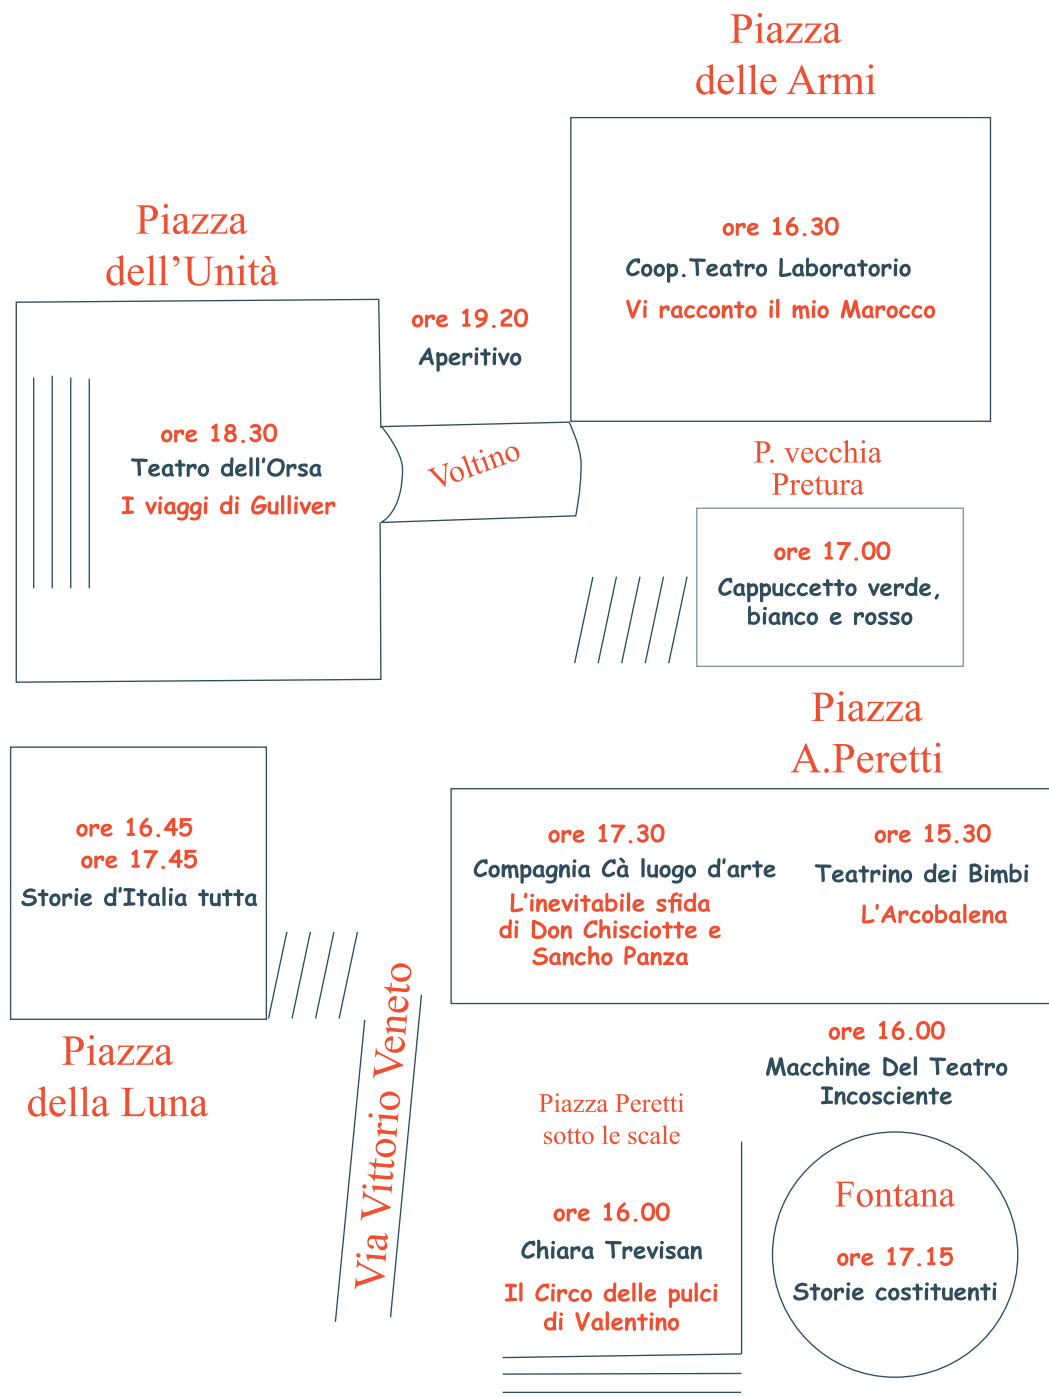 Piazza
delle Armi
ore 16.30
Coop.Teatro Laboratorio
Vi racconto il mio Marocco
Piazza
dell'Unità
ore 18.30
Teatro dell'Orsa
I viaggi di Gulliver
ore 19.20
Aperitivo
Voltino
P. vecchia
Pretura
ore 17.00
Cappuccetto verde,
bianco e rosso
Piazza
A.Peretti
ore 17.30
Compagnia Cà luogo d'arte
L'inevitabile sfida
di Don Chisciotte e
Sancho Panza
ore 15.30
Teatrino dei Bimbi
L'Arcobalena
ore 16.45
ore 17.45
Storie d'Italia tutta
Piazza
della Luna
Via Vittorio Veneto
ore 16.00
Macchine Del Teatro
Incosciente
Piazza Peretti
sotto le scale
ore 16.00
Chiara Trevisan
Il Circo delle pulci
di Valentino
Fontana
ore 17.15
Storie costituenti